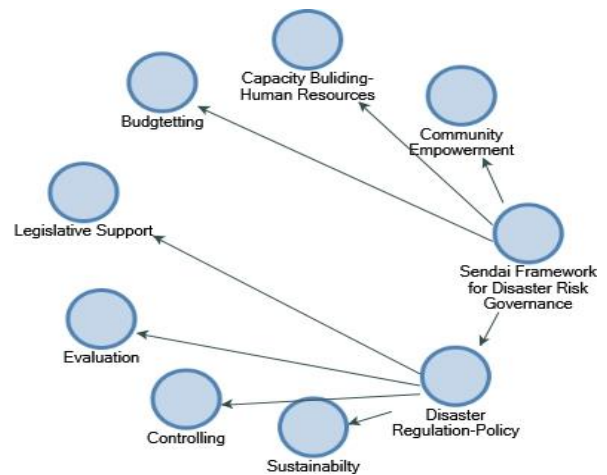 Capacity Buliding-
Human Resources
Budgtetting
Community
Empowerment
Legislative Support
Sendai Framework
for Disaster Risk
Governance
Evaluation
Disaster
Regulation-Policy
Controlling
Sustainabilty